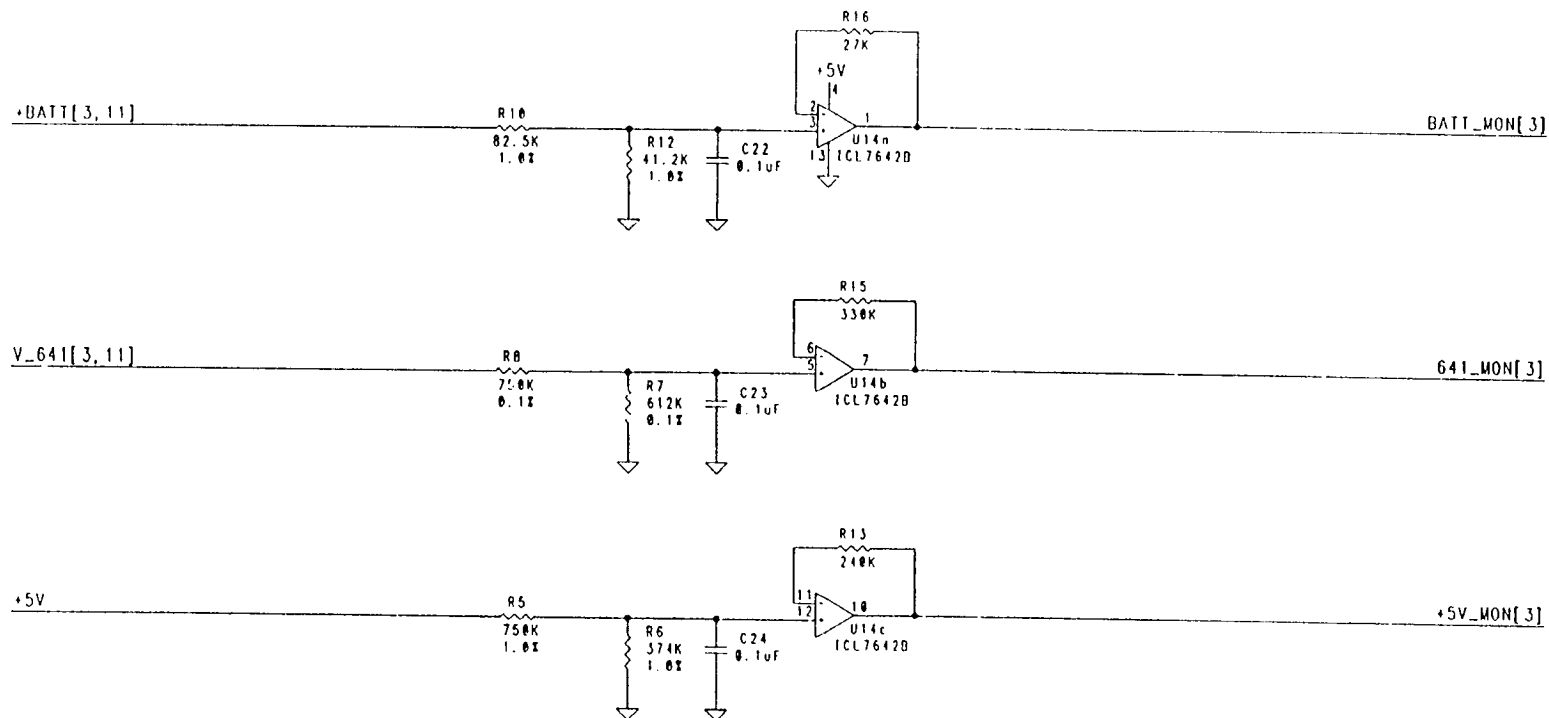 R16
27K
+5V
4
+BATT[3,11]
R10
82.5K
1.0%
R12
41.2K
1.0%
C22
0.1uF
2
3
1
13
U14a
ICL7642B
BATT_MON[3]
R15
330K
V_641[3,11]
R8
750K
0.1%
R7
612K
0.1%
C23
0.1uF
6
5
7
U14b
ICL7642B
641_MON[3]
R13
240K
+5V
R5
750K
1.0%
R6
374K
1.0%
C24
0.1uF
11
12
10
U14c
ICL7642B
+5V_MON[3]